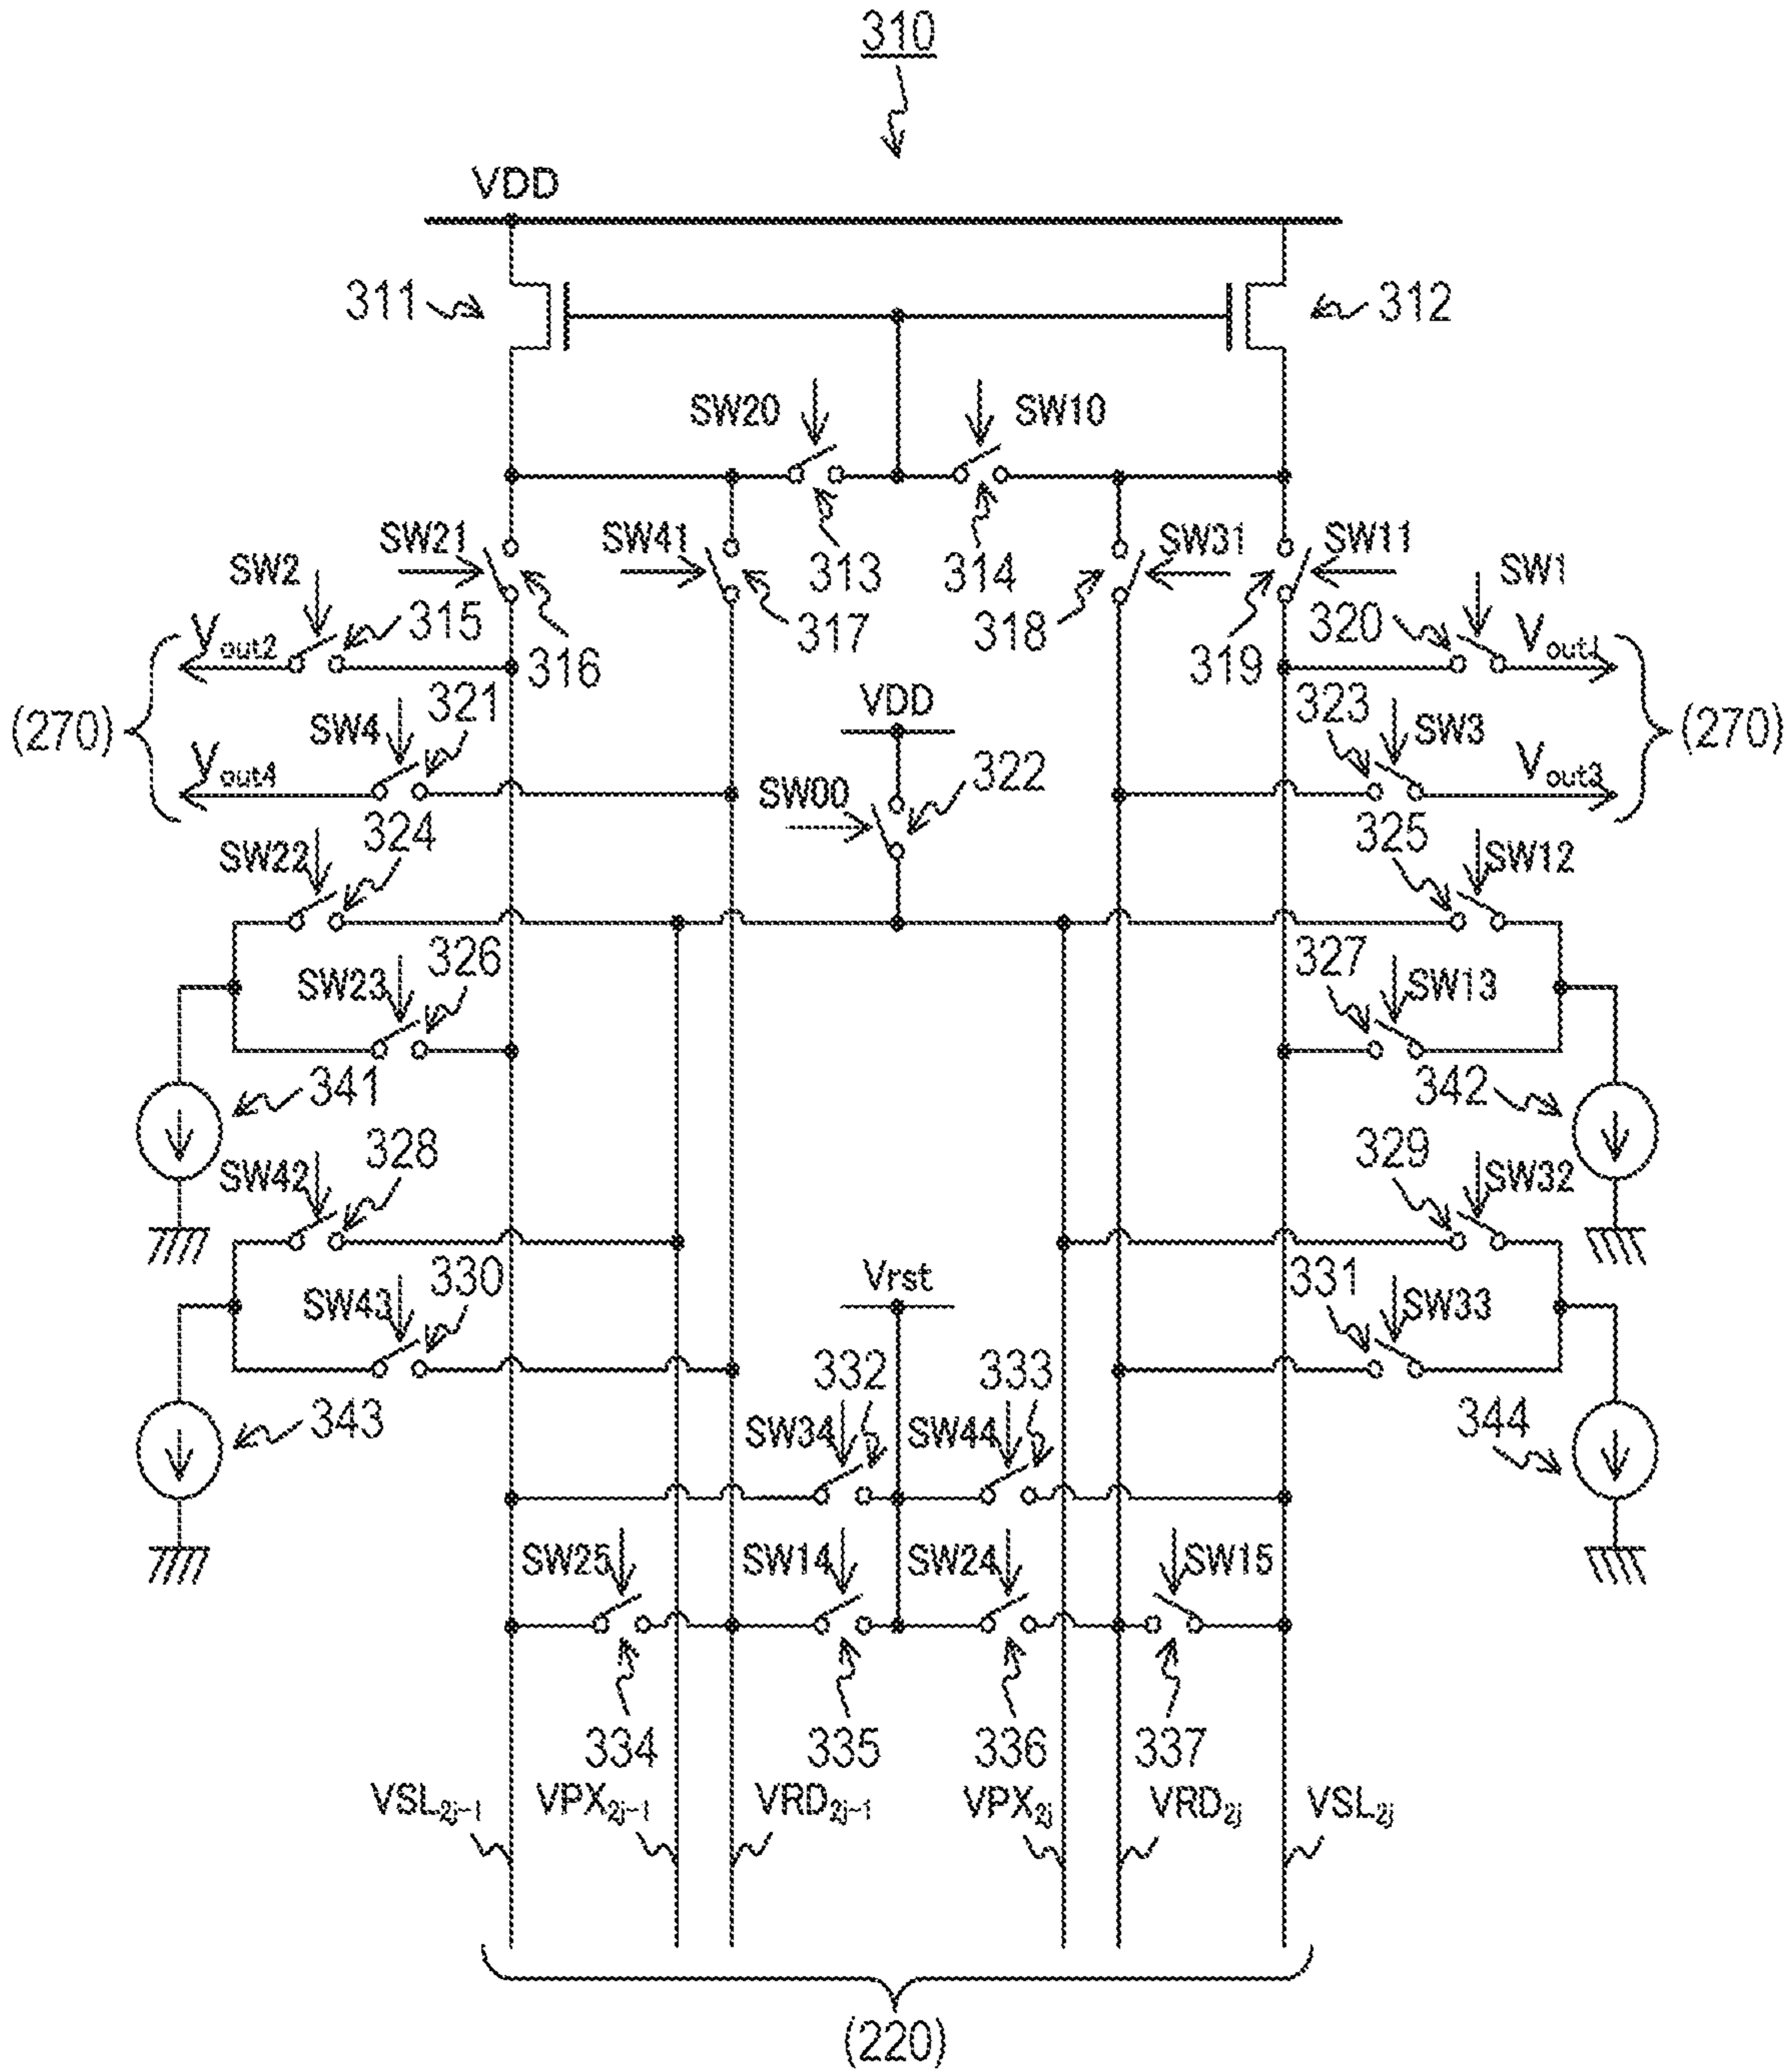 310
VDD
311
312
SW20
SW10
SW21
SW41
313
314
SW31
SW11
SW2
SW1
315
316
317
318
319
320
Vout2
Vout1
(270)
321
SW4
VDD
323
SW3
(270)
Vout4
322
SW00
Vout3
324
SW22
325
SW12
326
SW23
327
SW13
341
342
328
SW42
329
SW32
330
SW43
Vrst
331
SW33
332
333
343
SW34
SW44
344
SW25
SW14
SW24
SW15
334
335
336
337
VSL2j-1
VPX2j-1
VRD2j-1
VPX2j
VRD2j
VSL2j
(220)